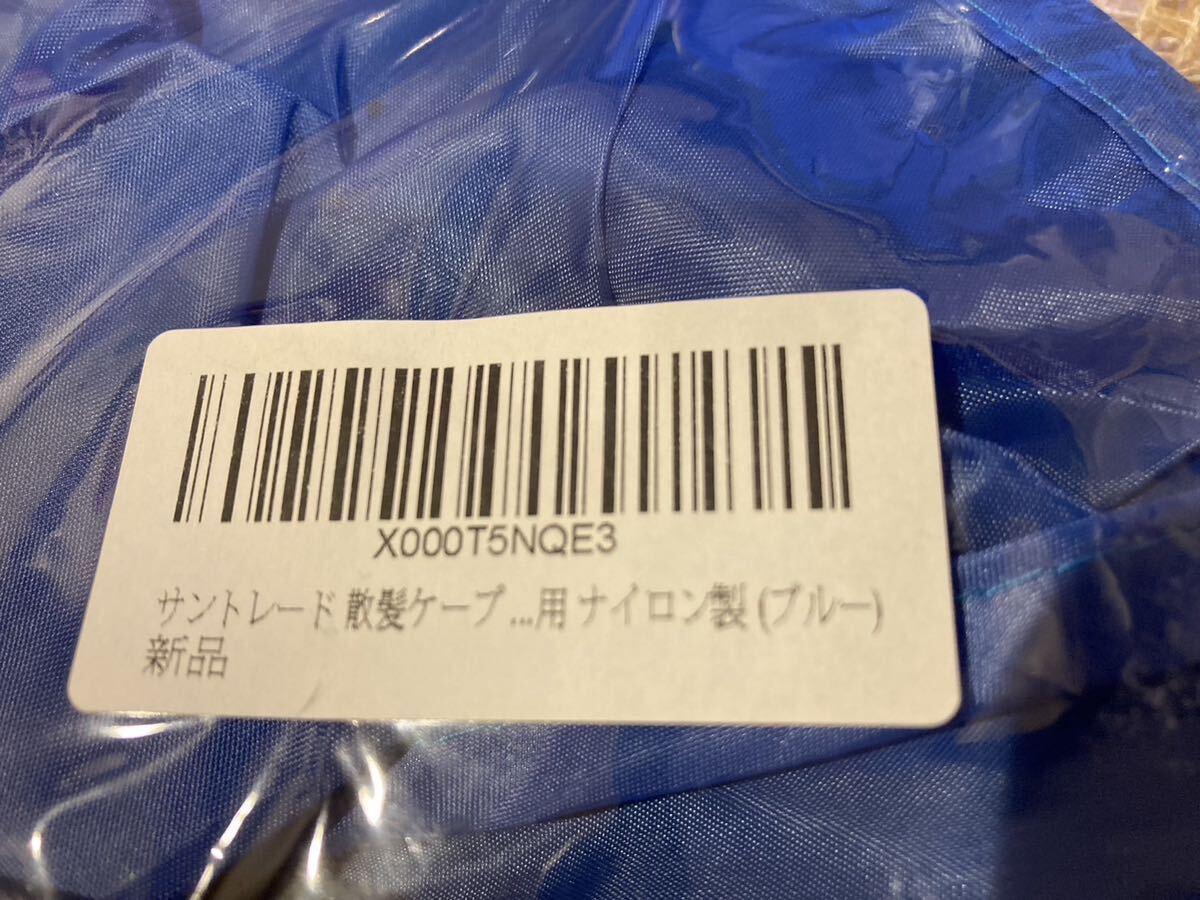 X000T5NQE3
サントレード 散髪ケープ ...用 ナイロン製 (ブルー)
新品